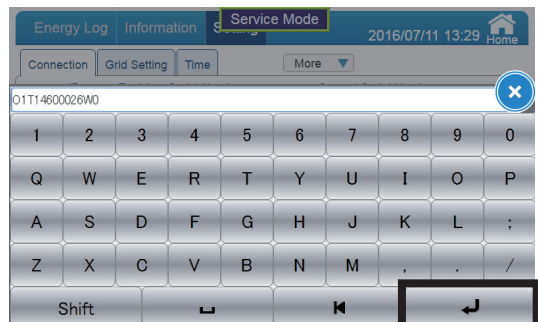 Energy Log Information Service Mode 2016/07/11 13:29 Home
Connection Grid Setting Time More
O1T14600026W0
1 2 3 4 5 6 7 8 9 0
Q W E R T Y U I O P
A S D F G H J K L ;
Z X C V B N M , . /
Shift